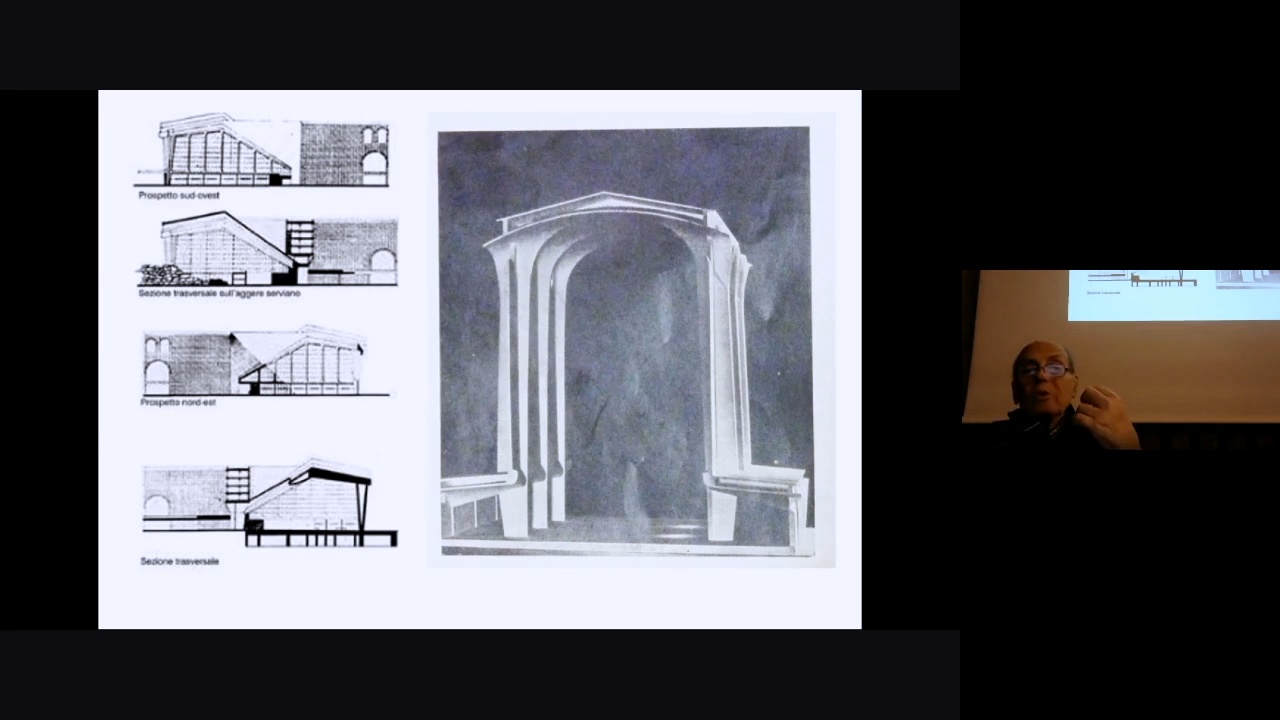 Prospetto sud-ovest
Sezione trasversale sull'aggere serviano
Prospetto nord-est
Sezione trasversale